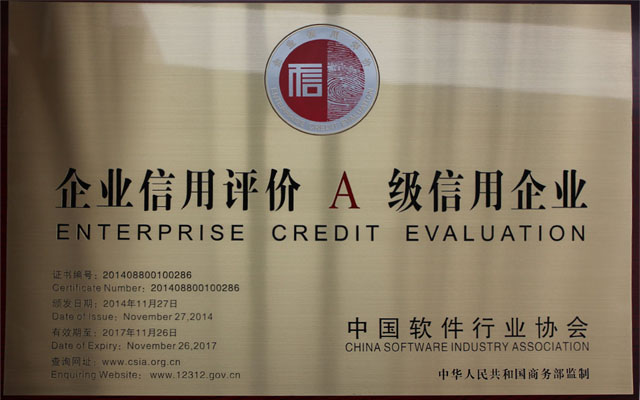 信
企业信用评价 A 级信用企业
ENTERPRISE CREDIT EVALUATION
证书编号：201408800100286
Certificate Number：201408800100286
颁发日期：2014年11月27日
Date of Issue：November 27,2014
有效期至：2017年11月26日
Date of Expiry：November 26,2017
查询网址：www.csia.org.cn
Enquiring Website：www.12312.gov.cn
中国软件行业协会
CHINA SOFTWARE INDUSTRY ASSOCIATION
中华人民共和国商务部监制